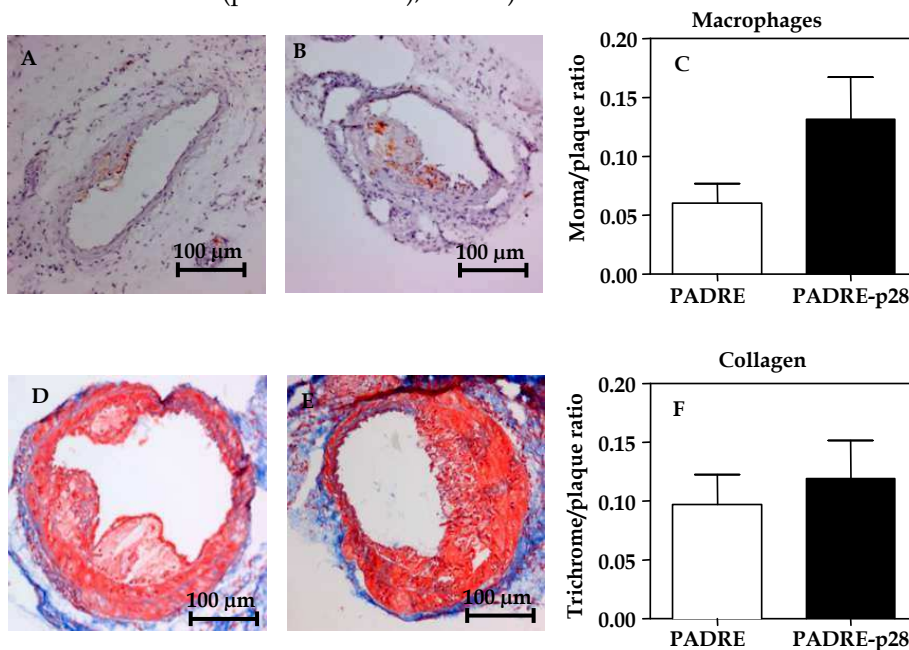 Macrophages
A
100 µm
B
100 µm
C
Moma/plaque ratio
0.20
0.15
0.10
0.05
0.00
PADRE
PADRE-p28
D
100 µm
E
100 µm
Collagen
F
Trichrome/plaque ratio
0.20
0.15
0.10
0.05
0.00
PADRE
PADRE-p28